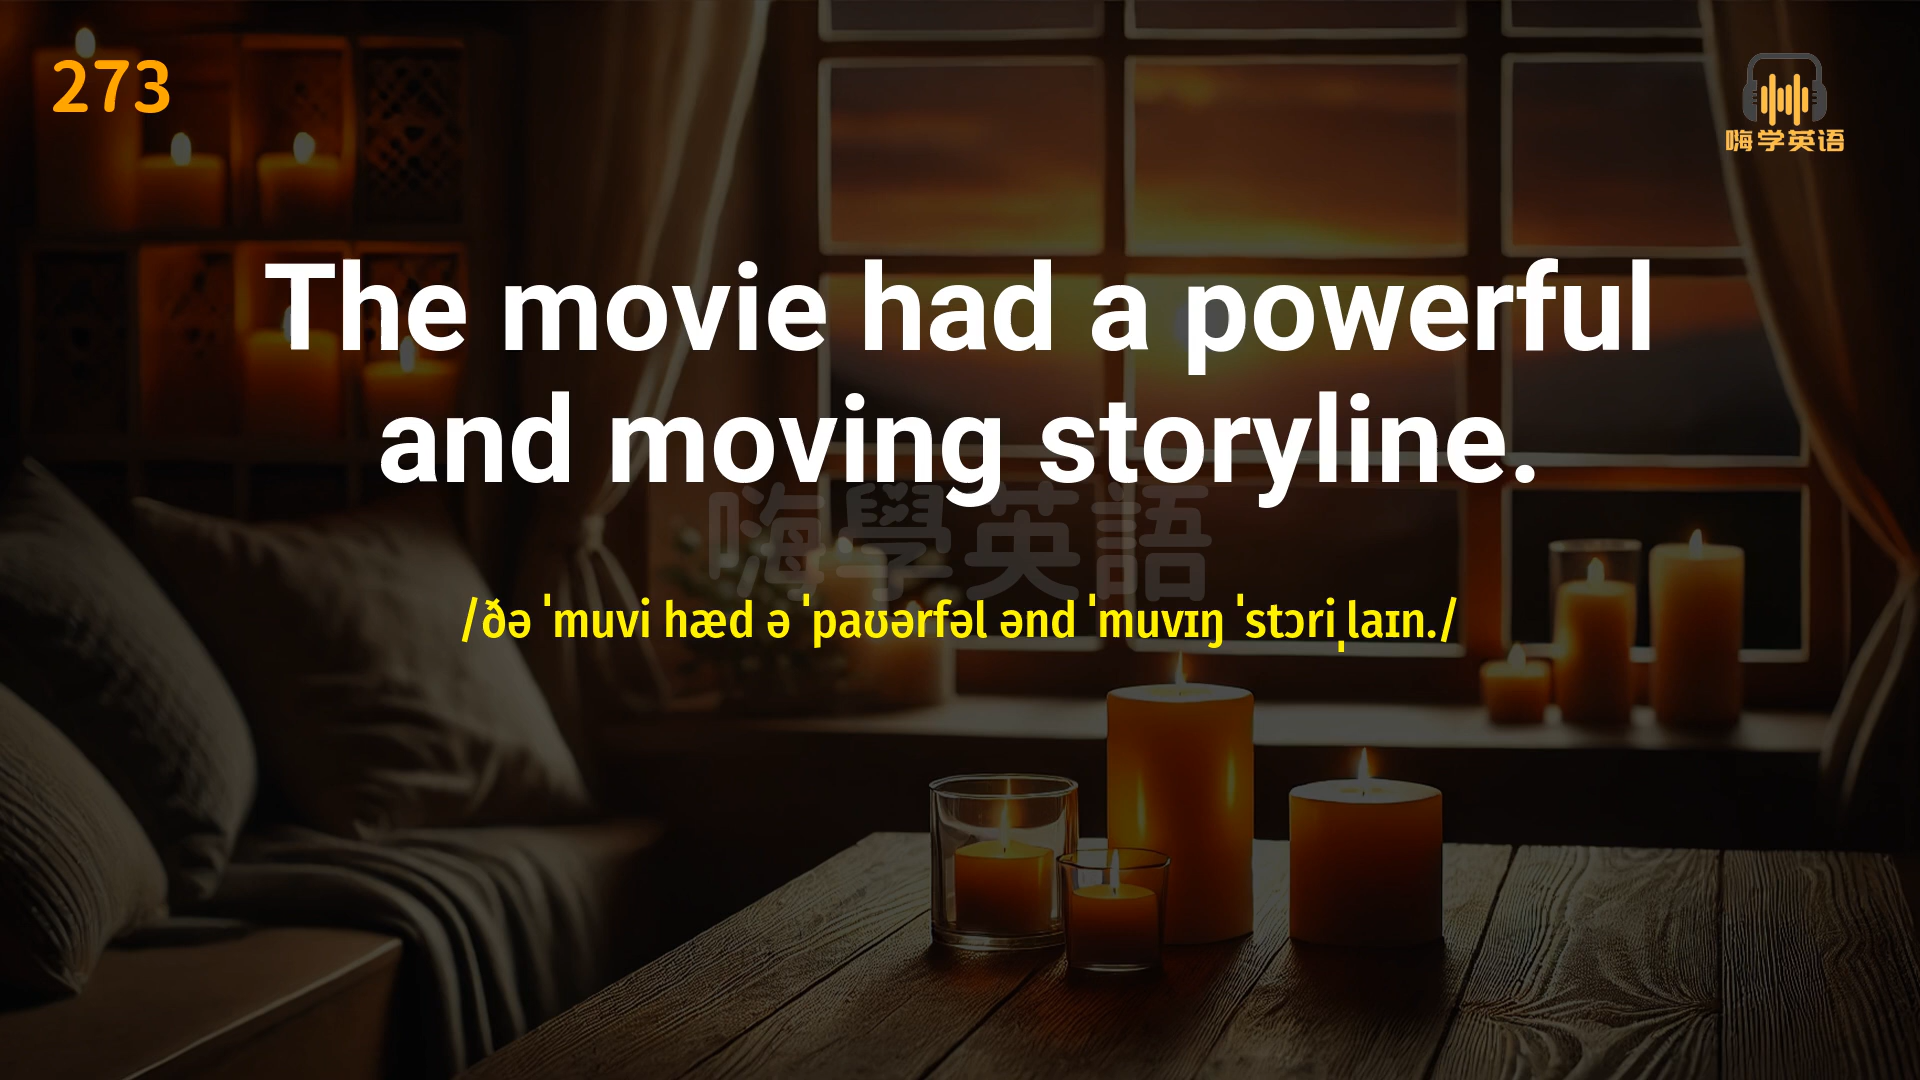 273
嗨学英语
The movie had a powerful
and moving storyline.
嗨學英語
/ðə ˈmuvi hæd ə ˈpaʊərfəl ənd ˈmuvɪŋ ˈstɔriˌlaɪn./